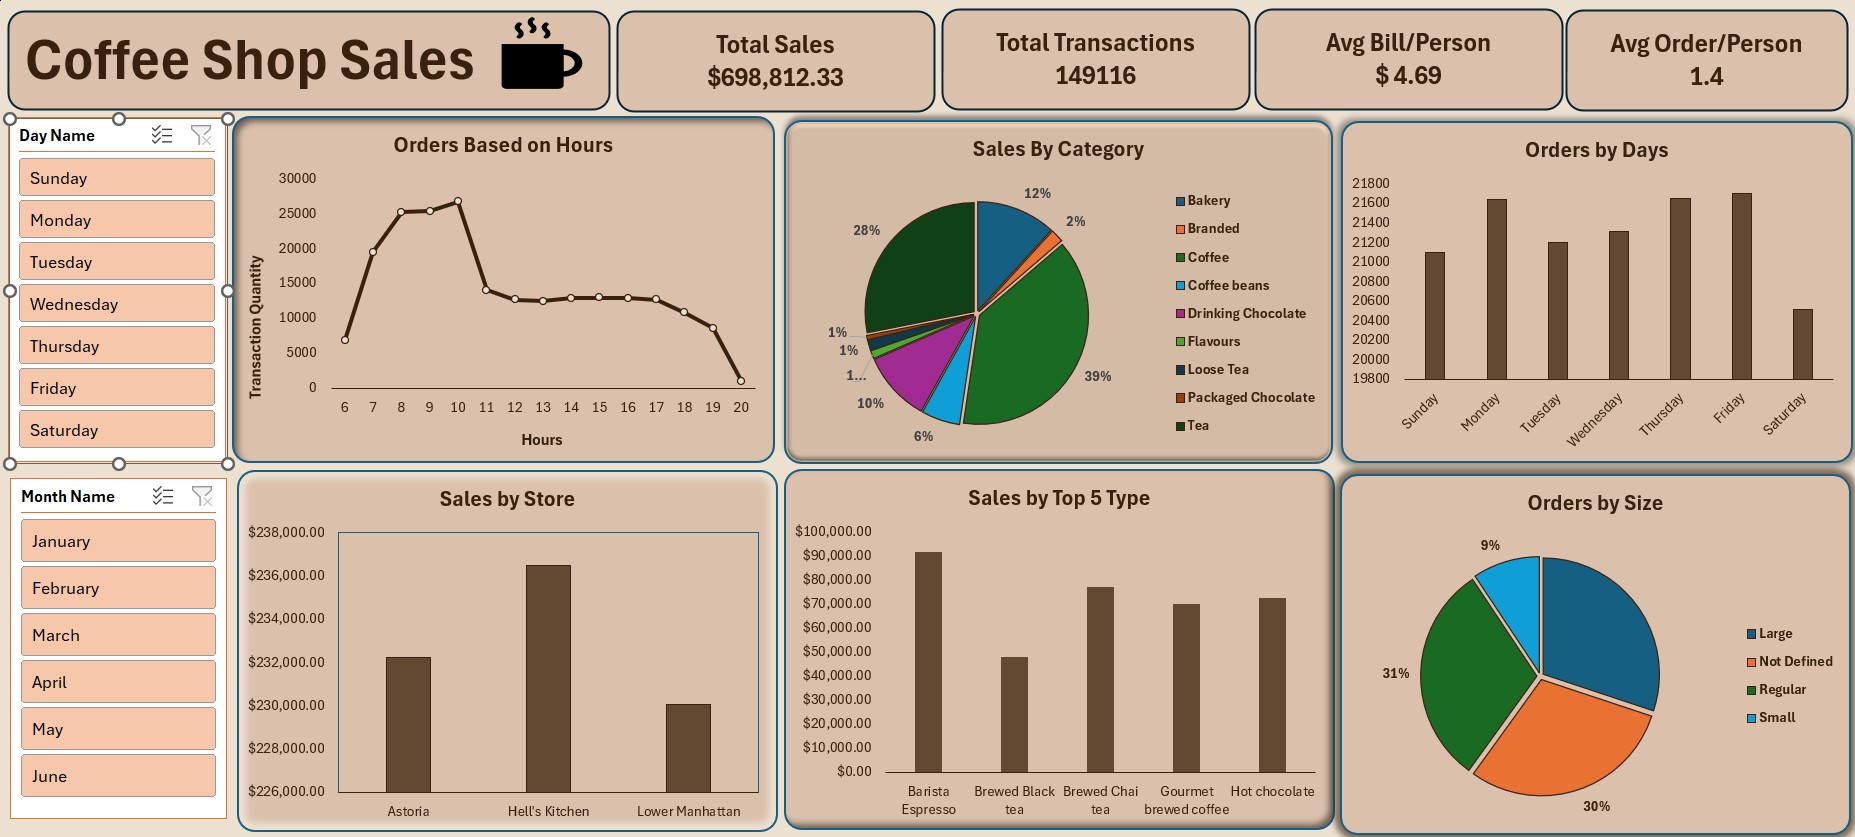 Coffee Shop Sales
Total Sales
$698,812.33
Total Transactions
149116
Avg Bill/Person
$ 4.69
Avg Order/Person
1.4
Day Name
Sunday
Monday
Tuesday
Wednesday
Thursday
Friday
Saturday
Month Name
January
February
March
April
May
June
Orders Based on Hours
Transaction Quantity
30000
25000
20000
15000
10000
5000
0
6 7 8 9 10 11 12 13 14 15 16 17 18 19 20
Hours
Sales By Category
12%
2%
28%
1%
1%
1...
10%
6%
39%
Bakery
Branded
Coffee
Coffee beans
Drinking Chocolate
Flavours
Loose Tea
Packaged Chocolate
Tea
Orders by Days
21800
21600
21400
21200
21000
20800
20600
20400
20200
20000
19800
Sunday
Monday
Tuesday
Wednesday
Thursday
Friday
Saturday
Sales by Store
$238,000.00
$236,000.00
$234,000.00
$232,000.00
$230,000.00
$228,000.00
$226,000.00
Astoria
Hell's Kitchen
Lower Manhattan
Sales by Top 5 Type
$100,000.00
$90,000.00
$80,000.00
$70,000.00
$60,000.00
$50,000.00
$40,000.00
$30,000.00
$20,000.00
$10,000.00
$0.00
Barista
Espresso
Brewed Black
tea
Brewed Chai
tea
Gourmet
brewed coffee
Hot chocolate
Orders by Size
9%
31%
30%
Large
Not Defined
Regular
Small